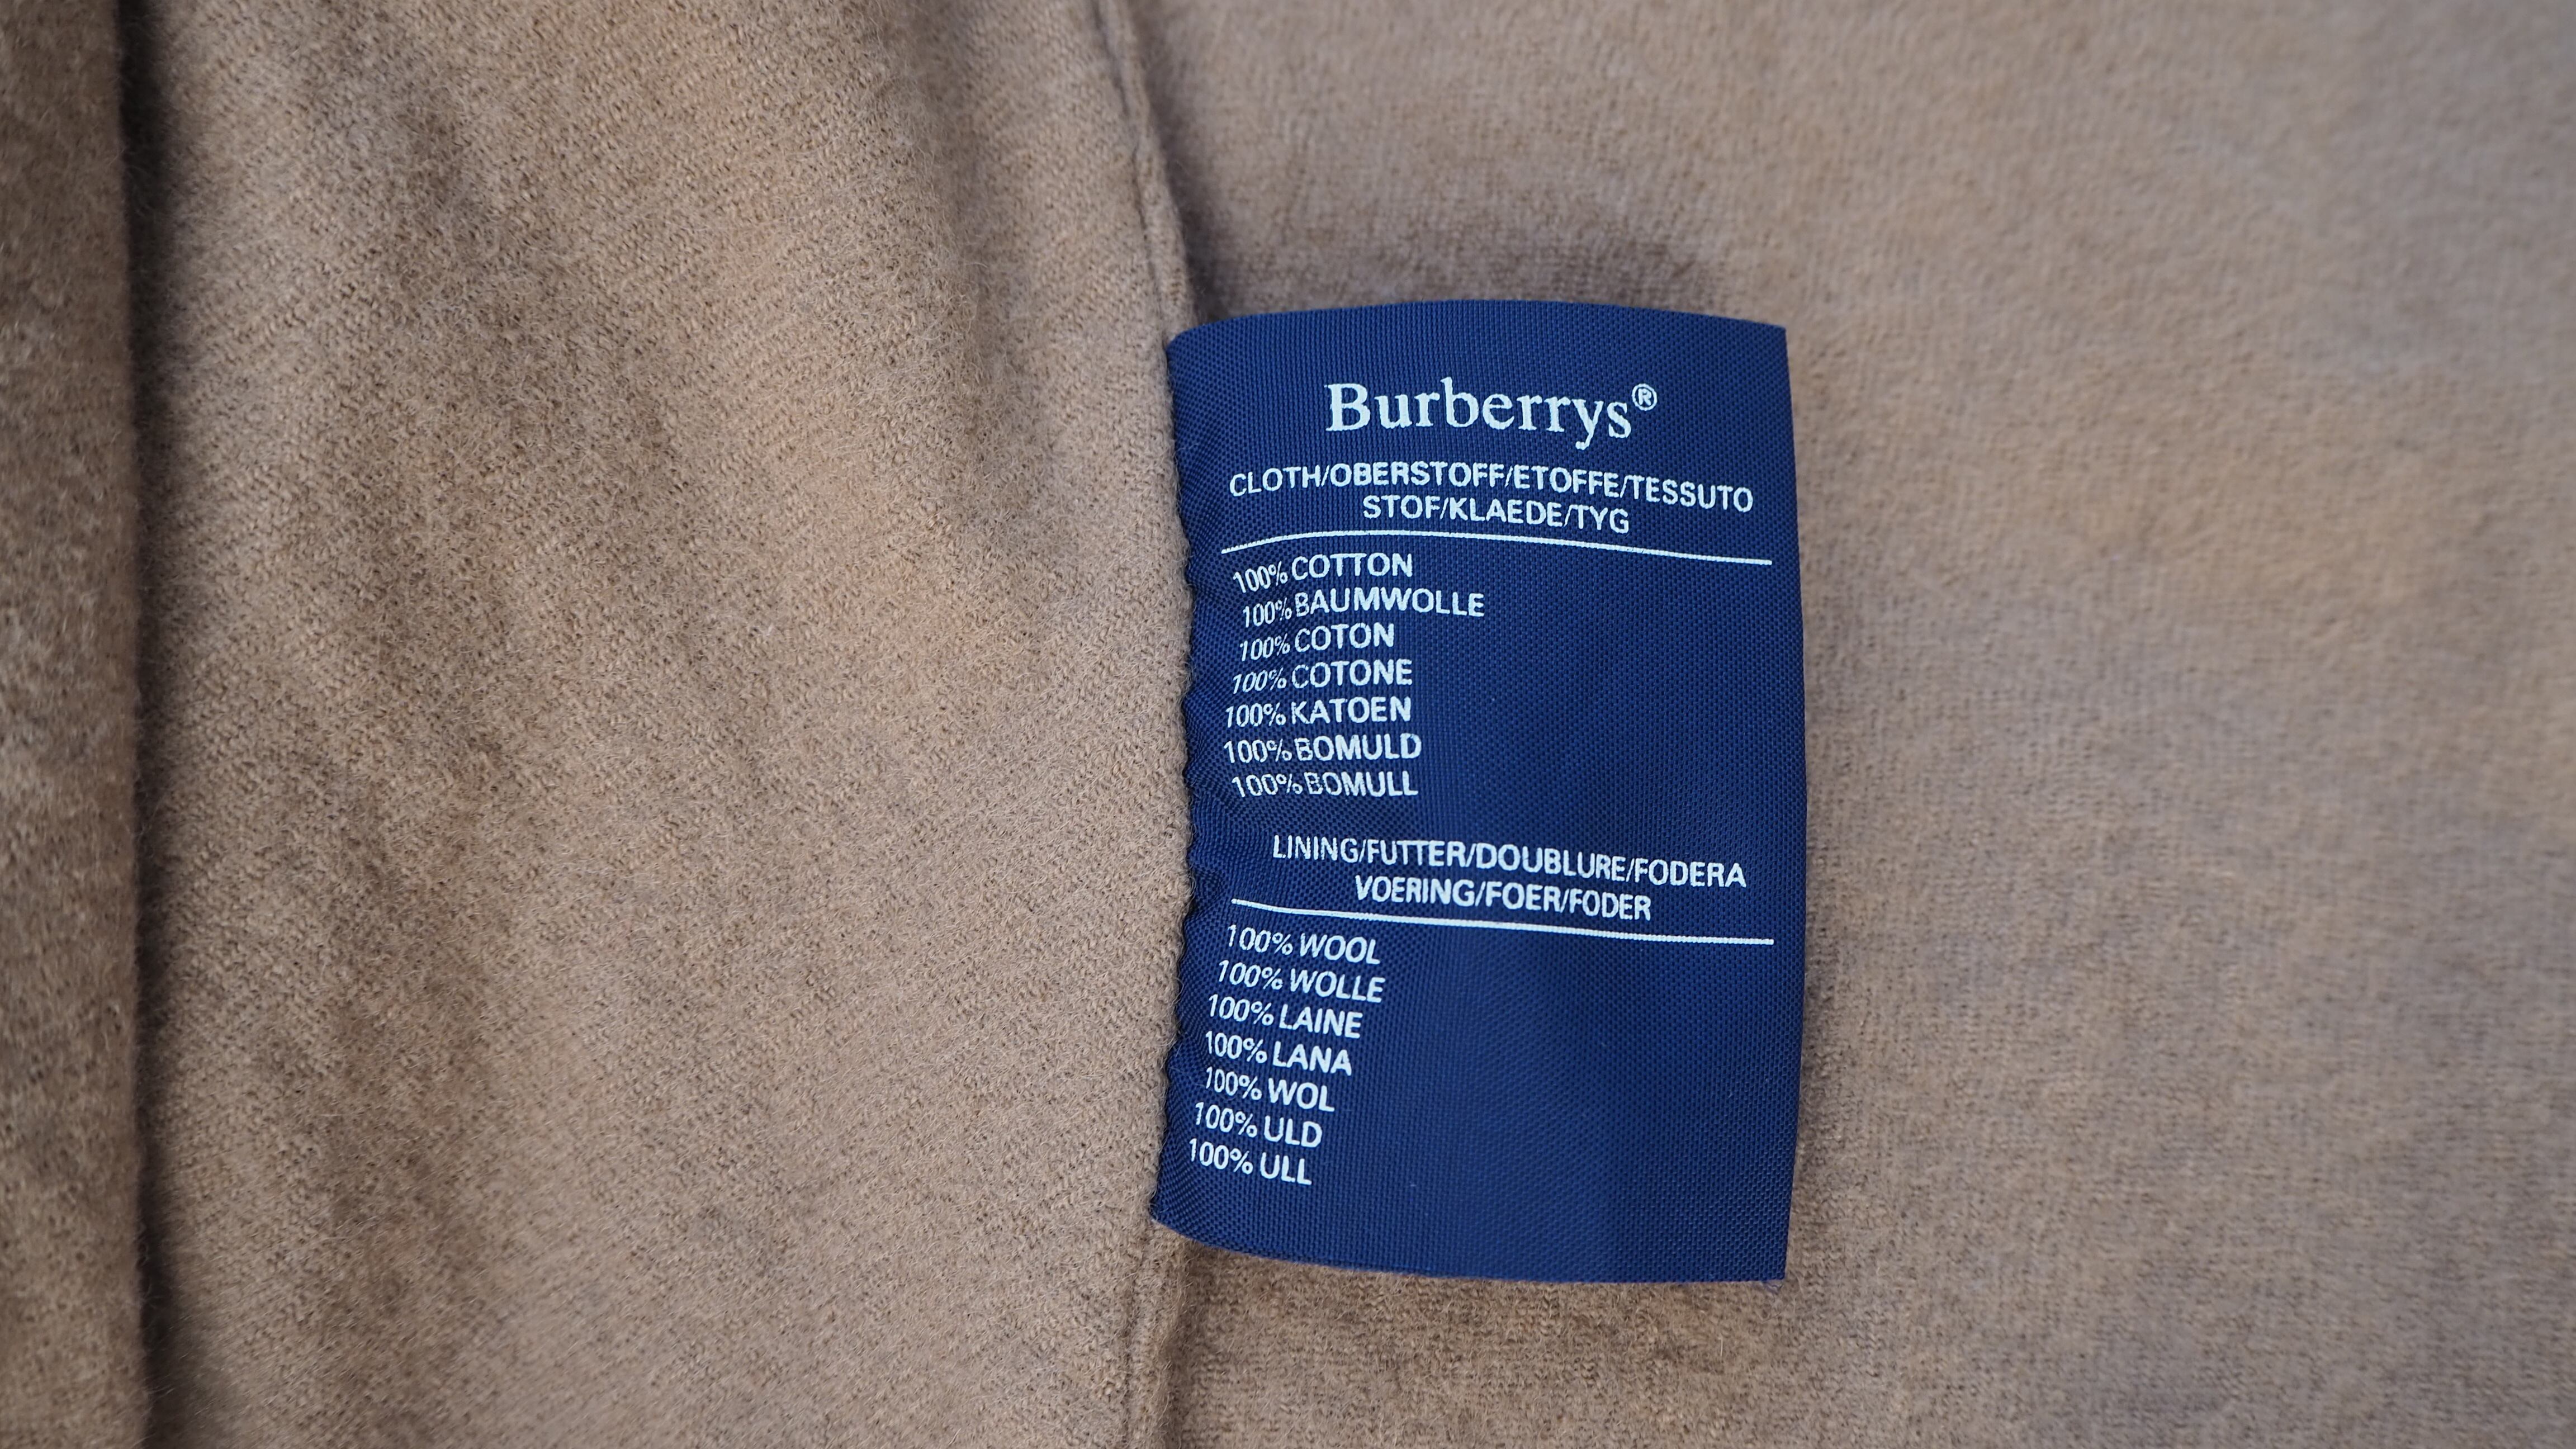 Burberrys®
CLOTH/OBERSTOFF/ETOFFE/TESSUTO
STOF/KLAEDE/TYG
100% COTTON
100% BAUMWOLLE
100% COTON
100% COTONE
100% KATOEN
100% BOMULD
100% BOMULL
LINING/FUTTER/DOUBLURE/FODERA
VOERING/FOER/FODER
100% WOOL
100% WOLLE
100% LAINE
100% LANA
100% WOL
100% ULD
100% ULL